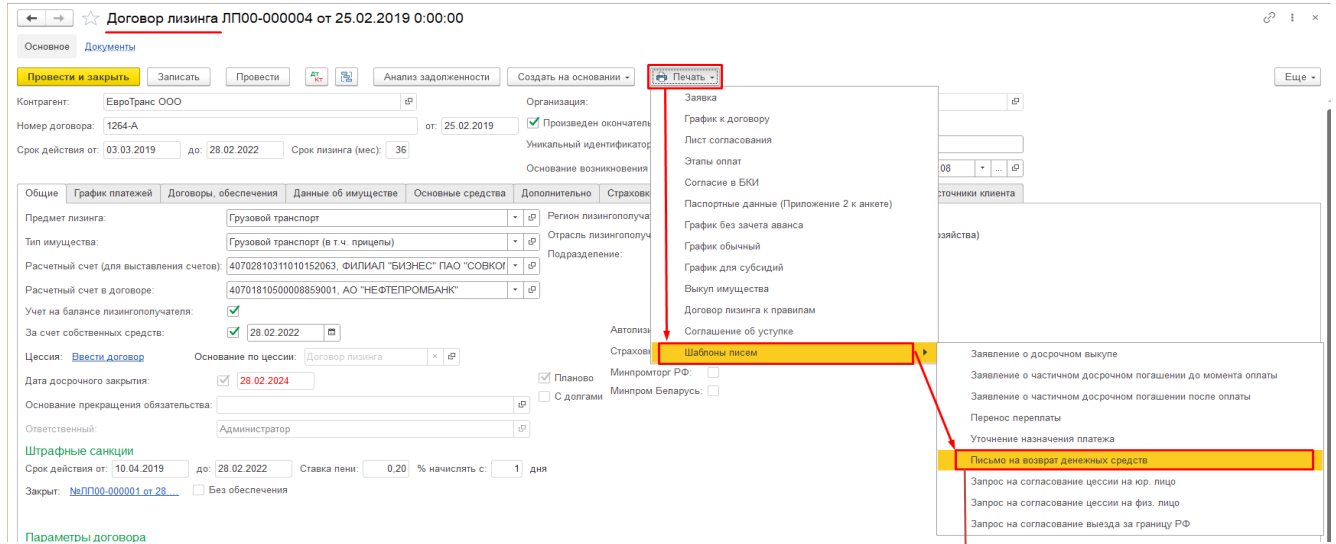 Договор лизинга ЛП00-000004 от 25.02.2019 0:00:00
Основное Документы
Провести и закрыть Записать Провести Дт Кт Анализ задолженности Создать на основании Печать Еще
Контрагент: ЕвроТранс ООО Организация:
Номер договора: 1264-А от: 25.02.2019 Произведен
Срок действия от: 03.03.2019 до: 28.02.2022 Срок лизинга (мес): 36 Уникальный
Основание возникновения 08
Общие График платежей Договоры, обеспечения Данные об имуществе Основные средства Дополнительно клиента
Предмет лизинга: Грузовой транспорт Регион
Тип имущества: Грузовой транспорт (в т.ч. прицепы) Отрасль
Расчетный счет (для выставления счетов): 40702810311010152063, ФИЛИАЛ "БИЗНЕС" ПАО Подразделение:
Расчетный счет в договоре: 40701810500008859001, АО "НЕФТЕПРОМБАНК"
Учет на балансе лизингополучателя:
За счет собственных средств: 28.02.2022
Цессия: Ввести договор Основание по цессии: Договор лизинга
Дата досрочного закрытия: 28.02.2024 Планово Минпромторг РФ:
С долгами Минпром Беларусь:
Основание прекращения обязательства:
Ответственный: Администратор
Штрафные санкции
Срок действия от: 10.04.2019 до: 28.02.2022 Ставка пени: 0,20 % начислять с: 1 дня
Закрыт: №ЛП00-000001 от 28.... Без обеспечения
Параметры договора
Заявка
График к договору
Лист согласования
Этапы оплат
Согласие в БКИ
Паспортные данные (Приложение 2 к анкете)
График без зачета аванса
График обычный
График для субсидий
Выкуп имущества
Договор лизинга к правилам
Соглашение об уступке
Шаблоны писем
Заявление о досрочном выкупе
Заявление о частичном досрочном погашении до момента оплаты
Заявление о частичном досрочном погашении после оплаты
Перенос переплаты
Уточнение назначения платежа
Письмо на возврат денежных средств
Запрос на согласование цессии на юр. лицо
Запрос на согласование цессии на физ. лицо
Запрос на согласование выезда за границу РФ